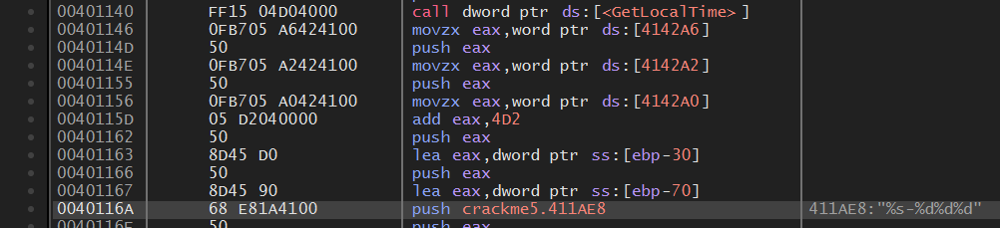 00401140 FF15 04D04000 call dword ptr ds:[<GetLocalTime>]
00401146 0FB705 A6424100 movzx eax,word ptr ds:[4142A6]
0040114D 50 push eax
0040114E 0FB705 A2424100 movzx eax,word ptr ds:[4142A2]
00401155 50 push eax
00401156 0FB705 A0424100 movzx eax,word ptr ds:[4142A0]
0040115D 05 D2040000 add eax,4D2
00401162 50 push eax
00401163 8D45 D0 lea eax,dword ptr ss:[ebp-30]
00401166 50 push eax
00401167 8D45 90 lea eax,dword ptr ss:[ebp-70]
0040116A 68 E81A4100 push crackme5.411AE8 411AE8:"%s-%d%d%d"
0040116F 50 push eax